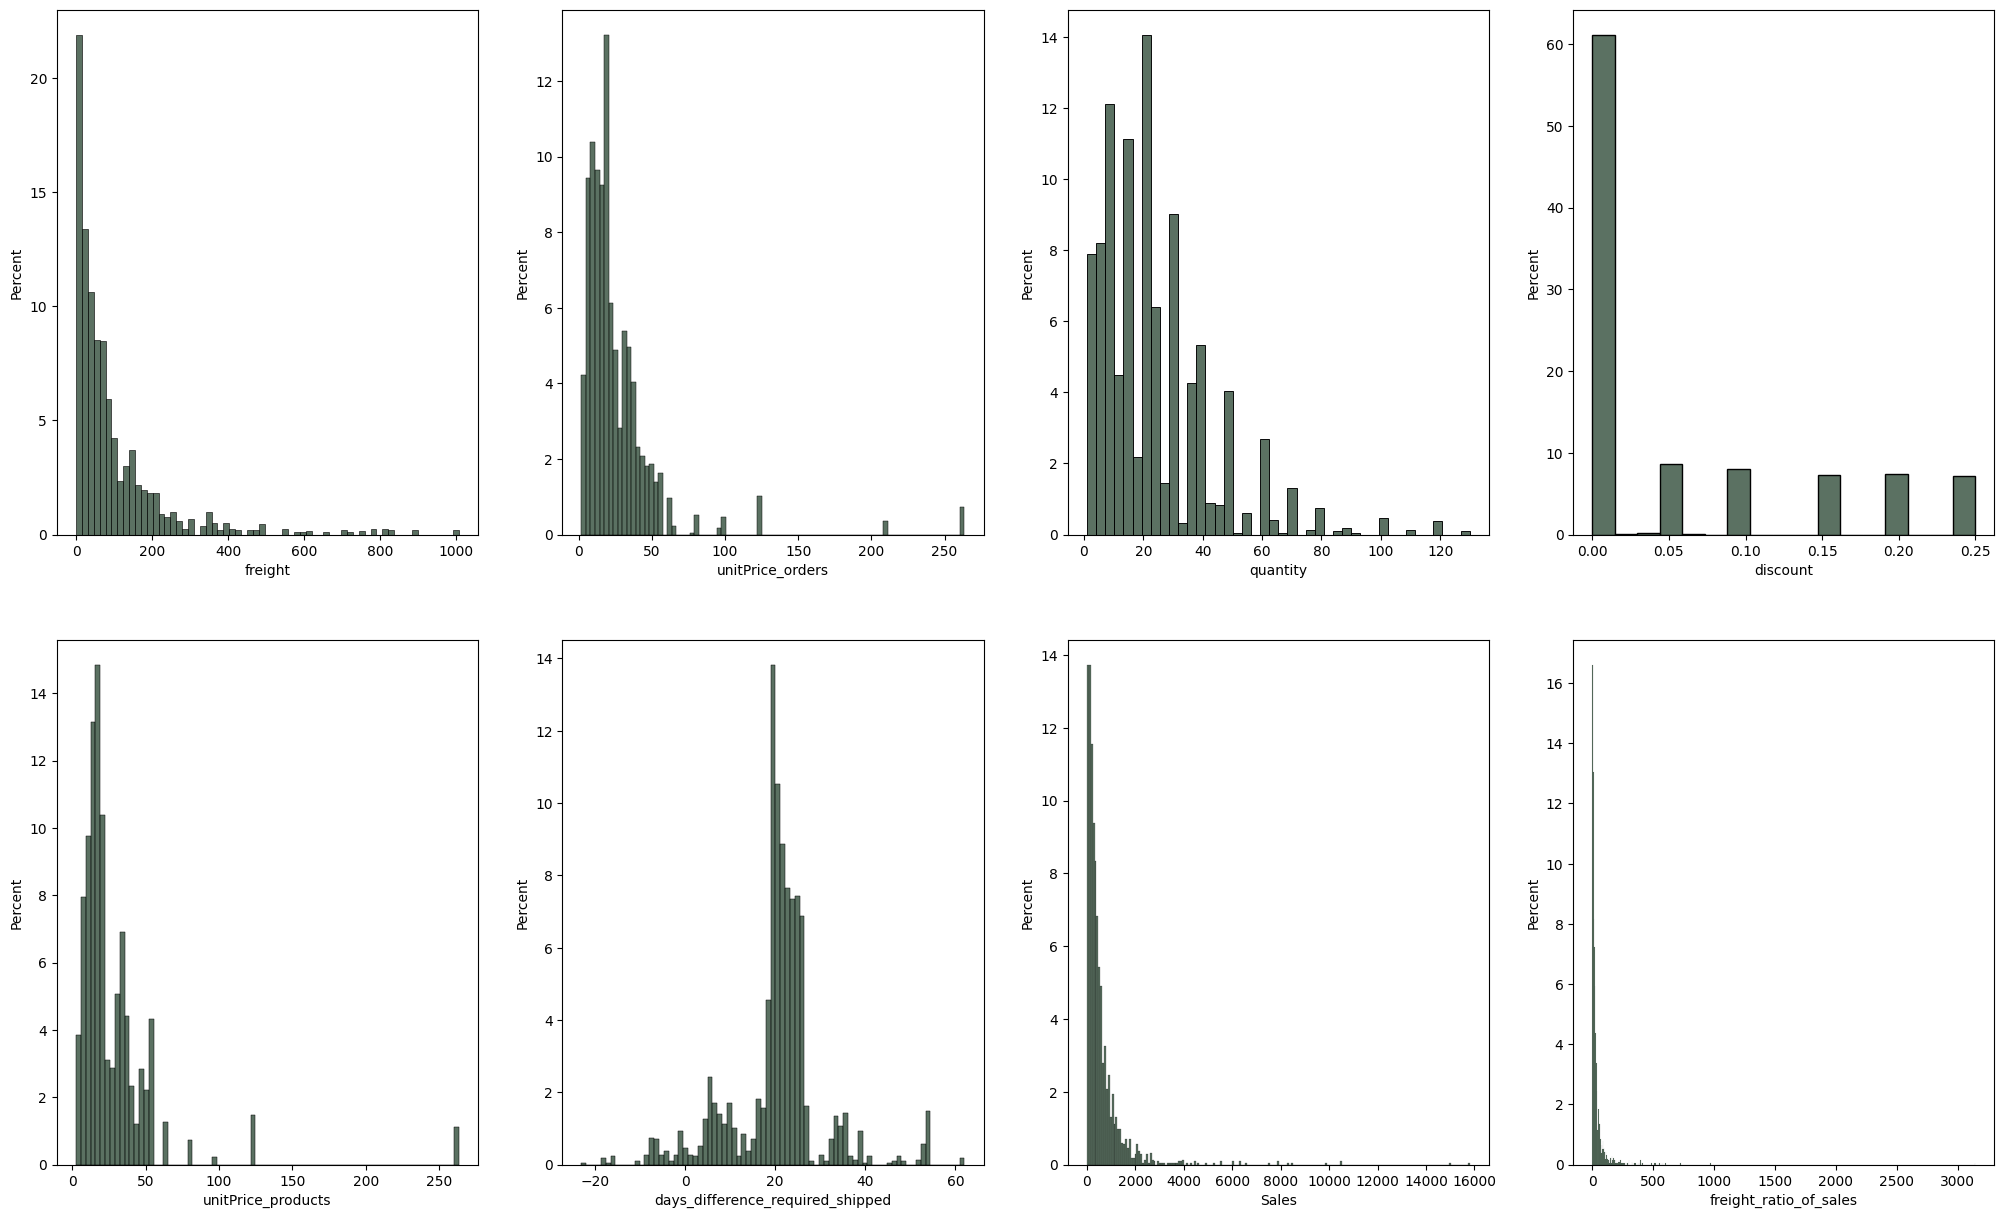 20
15
10
5
0
Percent
0 200 400 600 800 1000
freight
12
10
8
6
4
2
0
Percent
0 50 100 150 200 250
unitPrice_orders
14
12
10
8
6
4
2
0
Percent
0 20 40 60 80 100 120
quantity
60
50
40
30
20
10
0
Percent
0.00 0.05 0.10 0.15 0.20 0.25
discount
14
12
10
8
6
4
2
0
Percent
0 50 100 150 200 250
unitPrice_products
14
12
10
8
6
4
2
0
Percent
−20 0 20 40 60
days_difference_required_shipped
14
12
10
8
6
4
2
0
Percent
0 2000 4000 6000 8000 10000 12000 14000 16000
Sales
16
14
12
10
8
6
4
2
0
Percent
0 500 1000 1500 2000 2500 3000
freight_ratio_of_sales